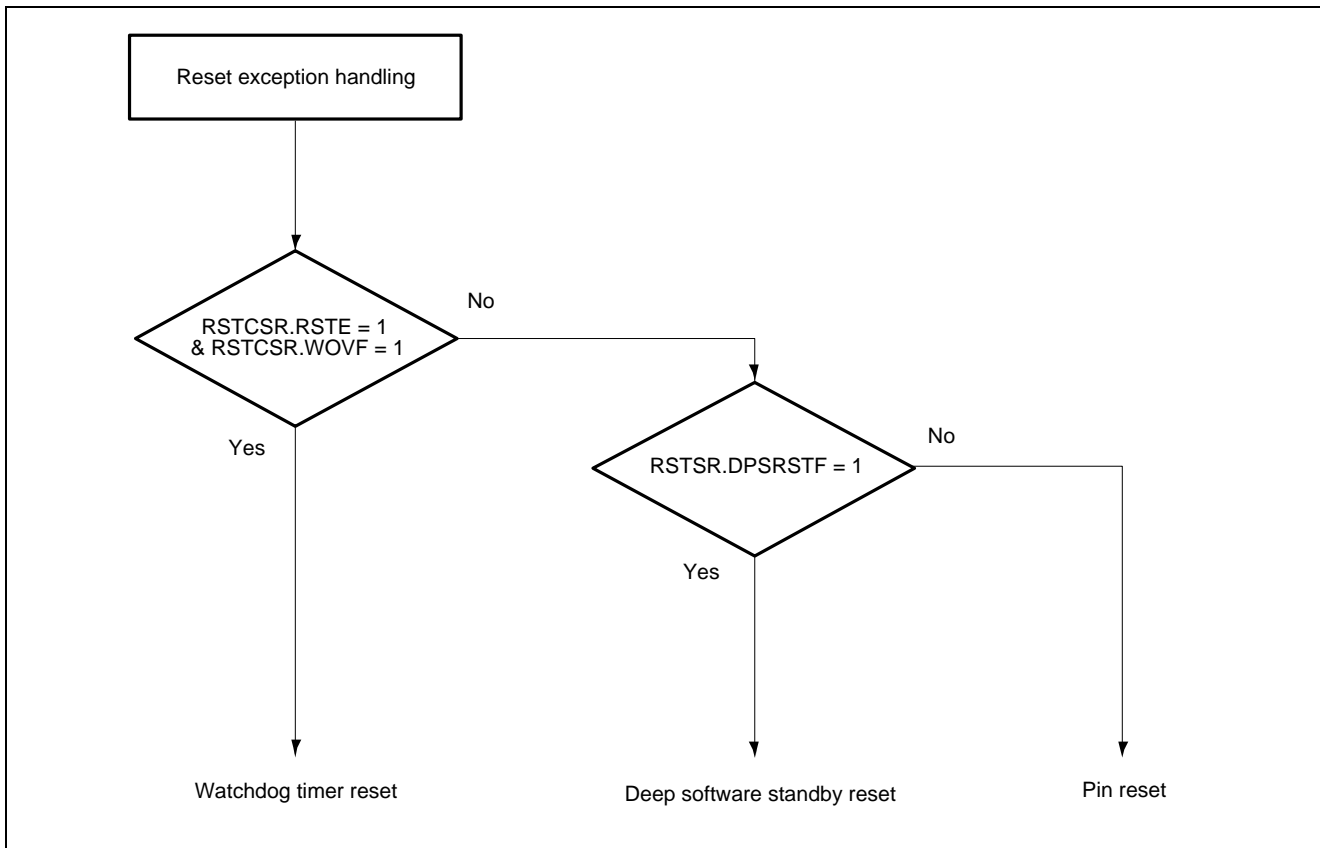 Reset exception handling
No
RSTCSR.RSTE = 1
& RSTCSR.WOVF = 1
Yes
No
RSTSR.DPSRSTF = 1
Yes
Watchdog timer reset
Deep software standby reset
Pin reset